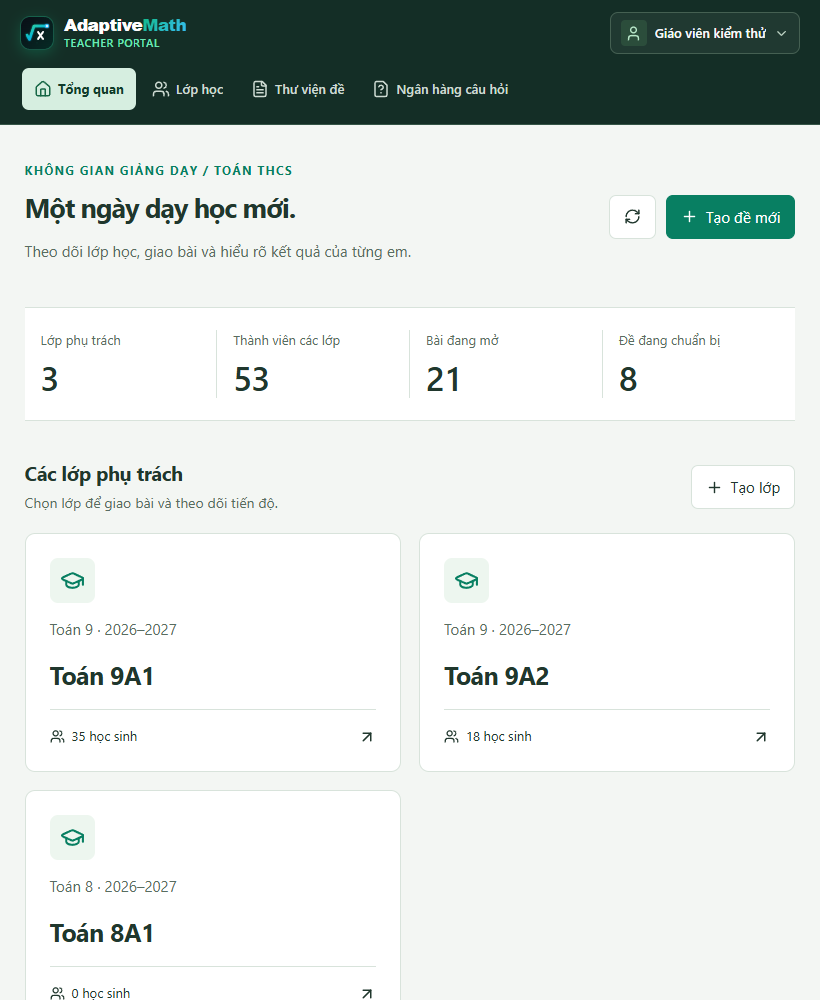 AdaptiveMath
TEACHER PORTAL
Giáo viên kiểm thử
Tổng quan
Lớp học
Thư viện đề
Ngân hàng câu hỏi
KHÔNG GIAN GIẢNG DẠY / TOÁN THCS
Một ngày dạy học mới.
Theo dõi lớp học, giao bài và hiểu rõ kết quả của từng em.
Tạo đề mới
Lớp phụ trách
3
Thành viên các lớp
53
Bài đang mở
21
Đề đang chuẩn bị
8
Các lớp phụ trách
Chọn lớp để giao bài và theo dõi tiến độ.
Tạo lớp
Toán 9 · 2026–2027
Toán 9A1
35 học sinh
Toán 9 · 2026–2027
Toán 9A2
18 học sinh
Toán 8 · 2026–2027
Toán 8A1
0 học sinh